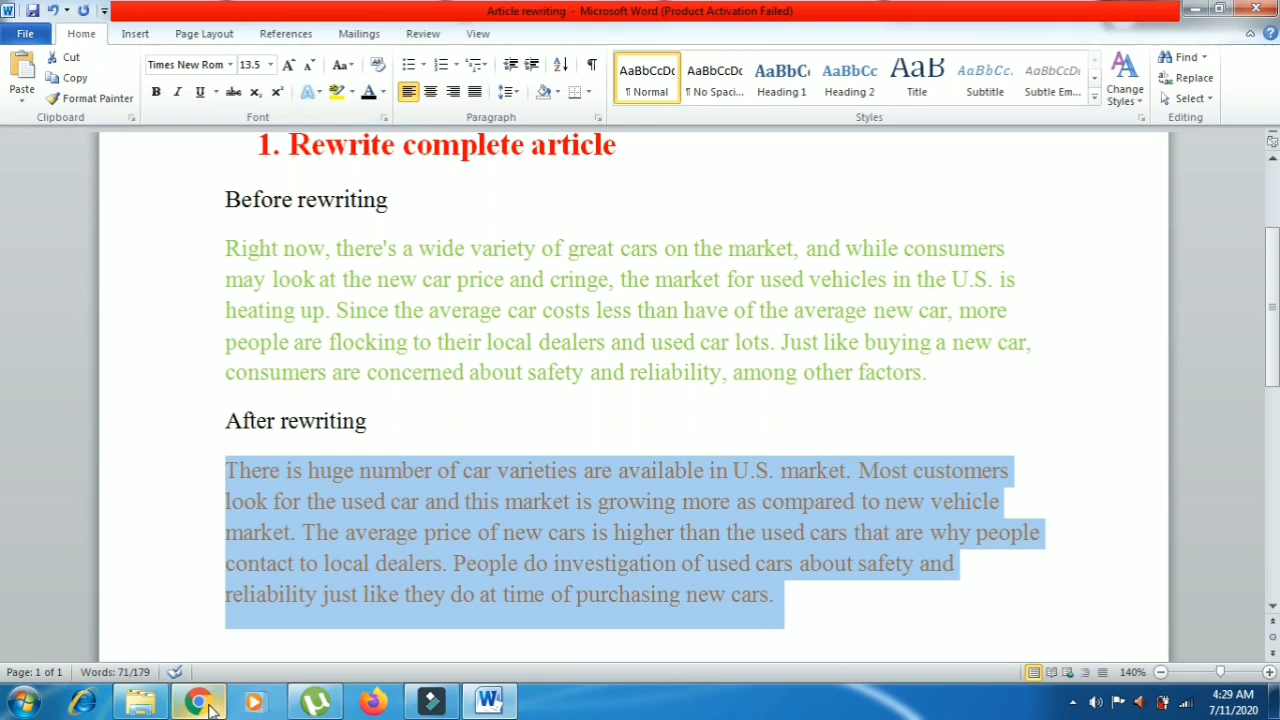 Article rewriting - Microsoft Word (Product Activation Failed)
File Home Insert Page Layout References Mailings Review View
Paste
Cut
Copy
Format Painter
Clipboard
Times New Rom 13.5
Font
Paragraph
AaBbCcDc AaBbCcDc AaBbC AaBbCc AaB AaBbCc. AaBbCcDc
¶ Normal ¶ No Spaci... Heading 1 Heading 2 Title Subtitle Subtle Em...
Change Styles
Styles
Find
Replace
Select
Editing
1. Rewrite complete article
Before rewriting
Right now, there's a wide variety of great cars on the market, and while consumers
may look at the new car price and cringe, the market for used vehicles in the U.S. is
heating up. Since the average car costs less than have of the average new car, more
people are flocking to their local dealers and used car lots. Just like buying a new car,
consumers are concerned about safety and reliability, among other factors.
After rewriting
There is huge number of car varieties are available in U.S. market. Most customers
look for the used car and this market is growing more as compared to new vehicle
market. The average price of new cars is higher than the used cars that are why people
contact to local dealers. People do investigation of used cars about safety and
reliability just like they do at time of purchasing new cars.
Page: 1 of 1 Words: 71/179 140%
4:29 AM
7/11/2020